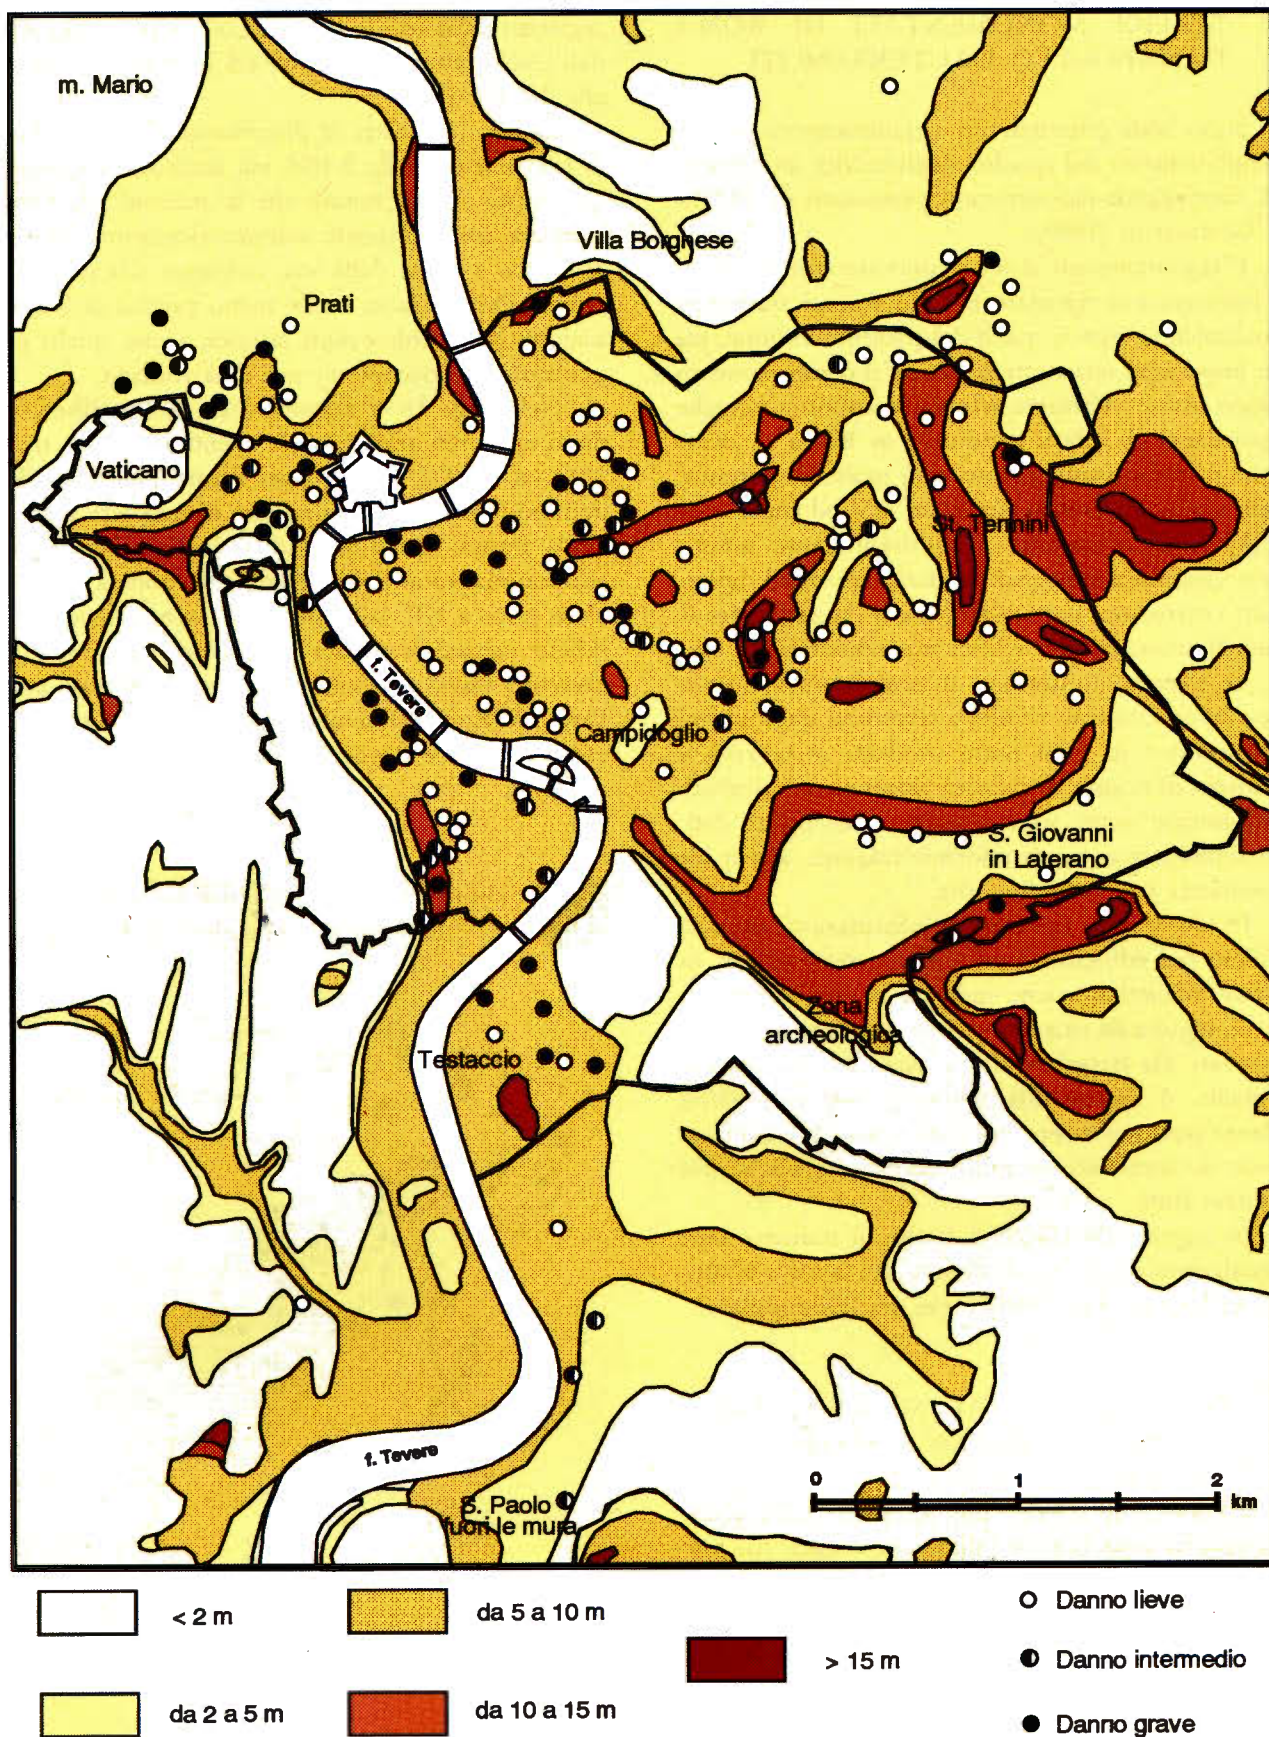 m. Mario
Villa Borghese
Prati
Vaticano
St. Termini
f. Tevere
Campidoglio
S. Giovanni
in Laterano
Zona
archeologica
Testaccio
f. Tevere
0 1 2
km
S. Paolo
fuori le mura
< 2 m
da 5 a 10 m
> 15 m
da 2 a 5 m
da 10 a 15 m
Danno lieve
Danno intermedio
Danno grave